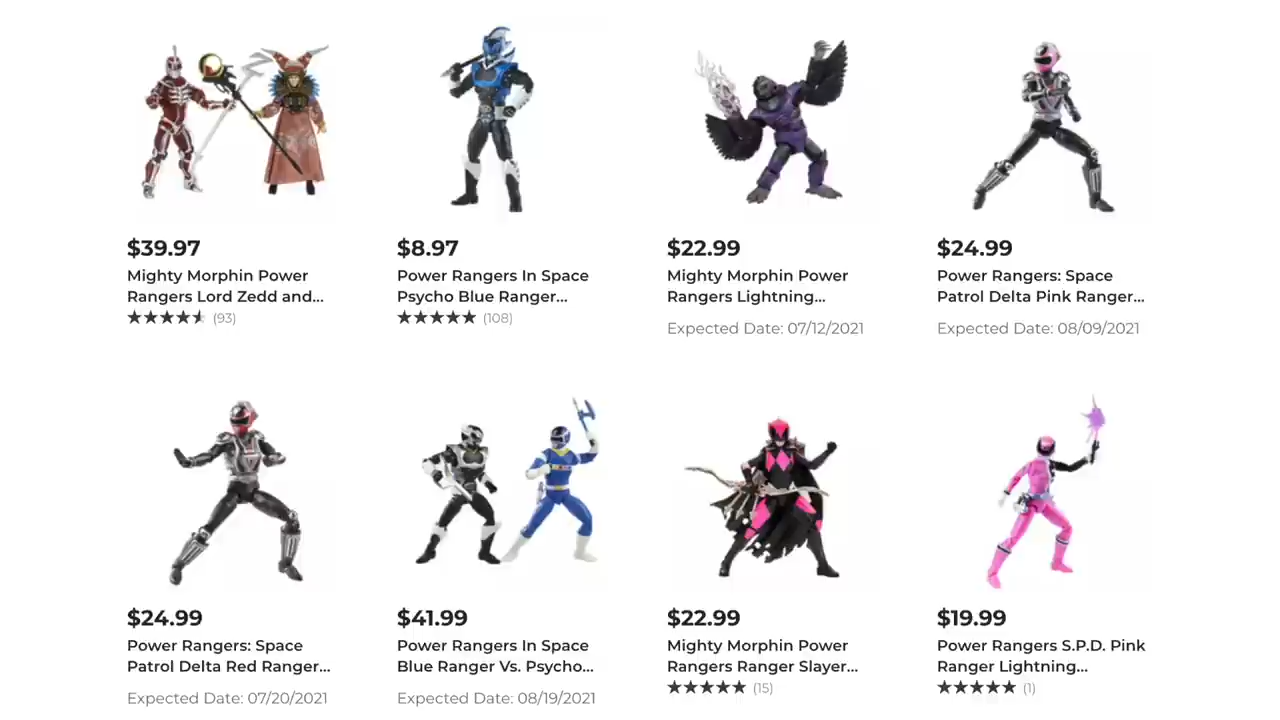 $39.97
Mighty Morphin Power
Rangers Lord Zedd and...
(93)
$8.97
Power Rangers In Space
Psycho Blue Ranger...
(108)
$22.99
Mighty Morphin Power
Rangers Lightning...
Expected Date: 07/12/2021
$24.99
Power Rangers: Space
Patrol Delta Pink Ranger...
Expected Date: 08/09/2021
$24.99
Power Rangers: Space
Patrol Delta Red Ranger...
Expected Date: 07/20/2021
$41.99
Power Rangers In Space
Blue Ranger Vs. Psycho...
Expected Date: 08/19/2021
$22.99
Mighty Morphin Power
Rangers Ranger Slayer...
(15)
$19.99
Power Rangers S.P.D. Pink
Ranger Lightning...
(1)